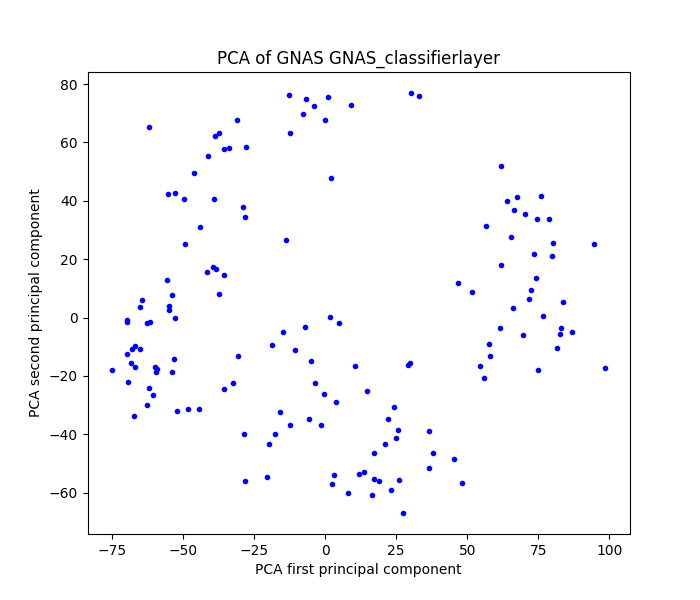 PCA of GNAS GNAS_classifierlayer
80
60
40
20
0
−20
−40
−60
PCA second principal component
−75 −50 −25 0 25 50 75 100
PCA first principal component